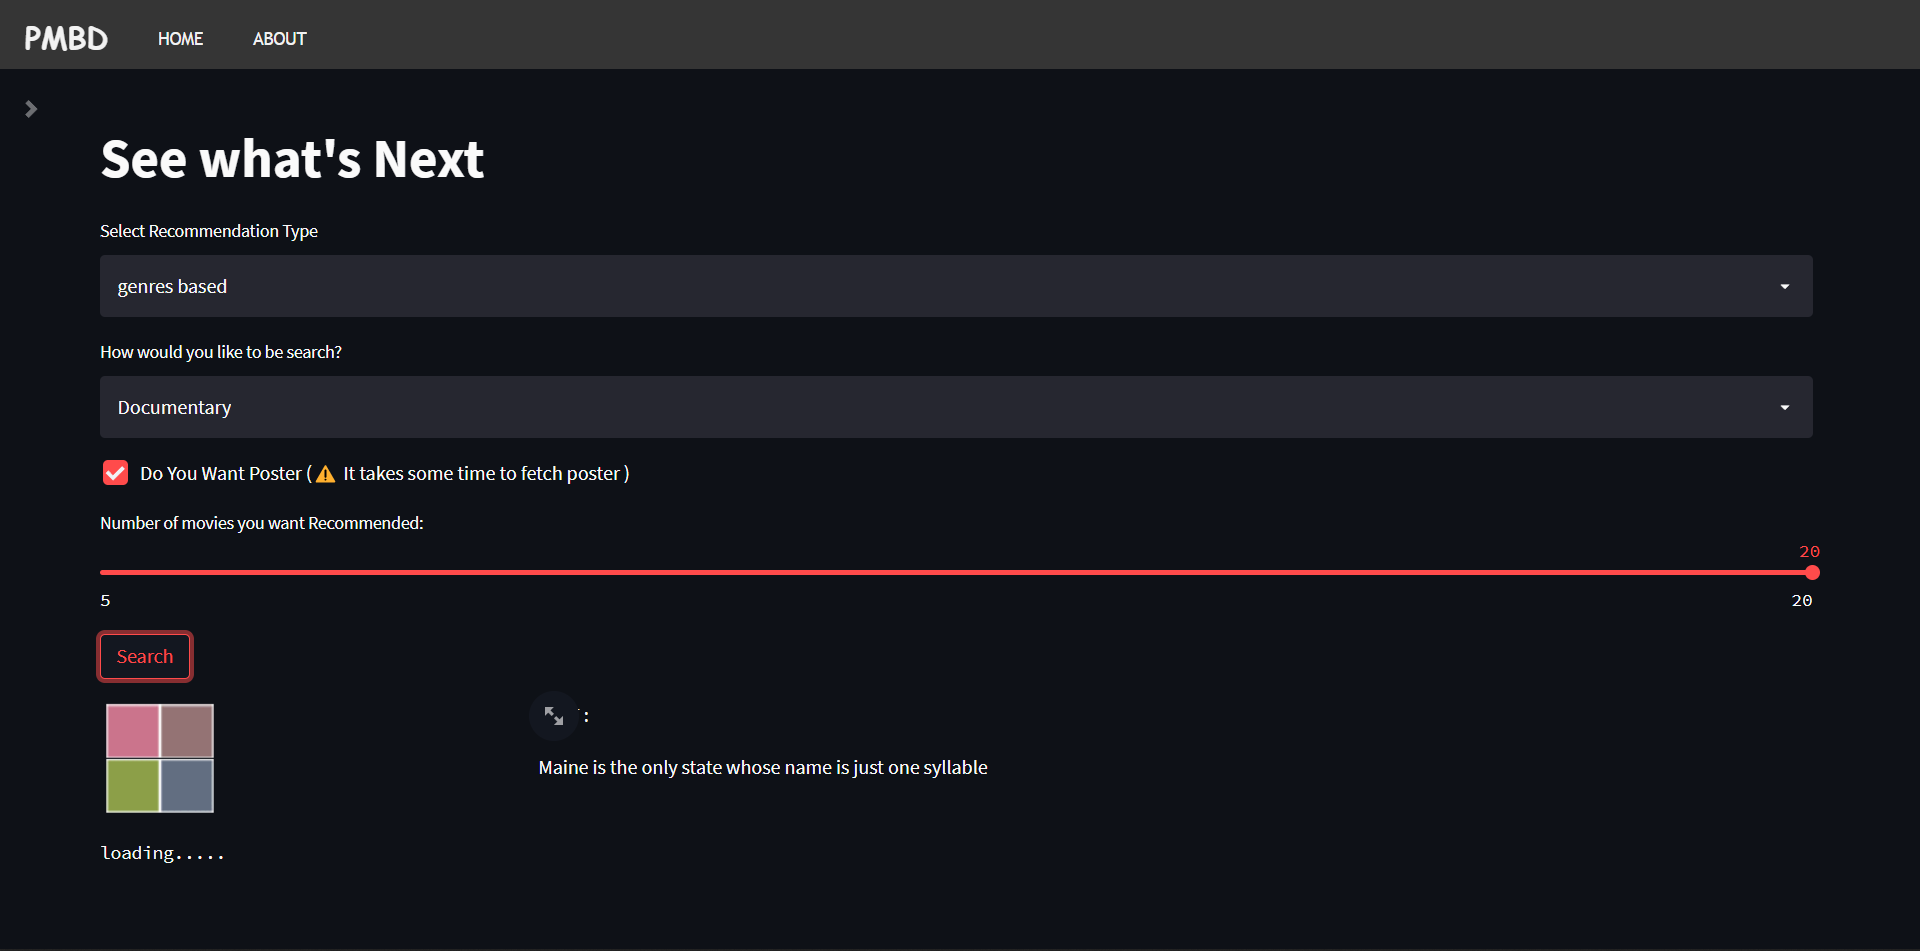 PMBD HOME ABOUT
See what's Next
Select Recommendation Type
genres based
How would you like to be search?
Documentary
Do You Want Poster (⚠ It takes some time to fetch poster )
Number of movies you want Recommended:
20
5 20
Search
:
Maine is the only state whose name is just one syllable
loading.....